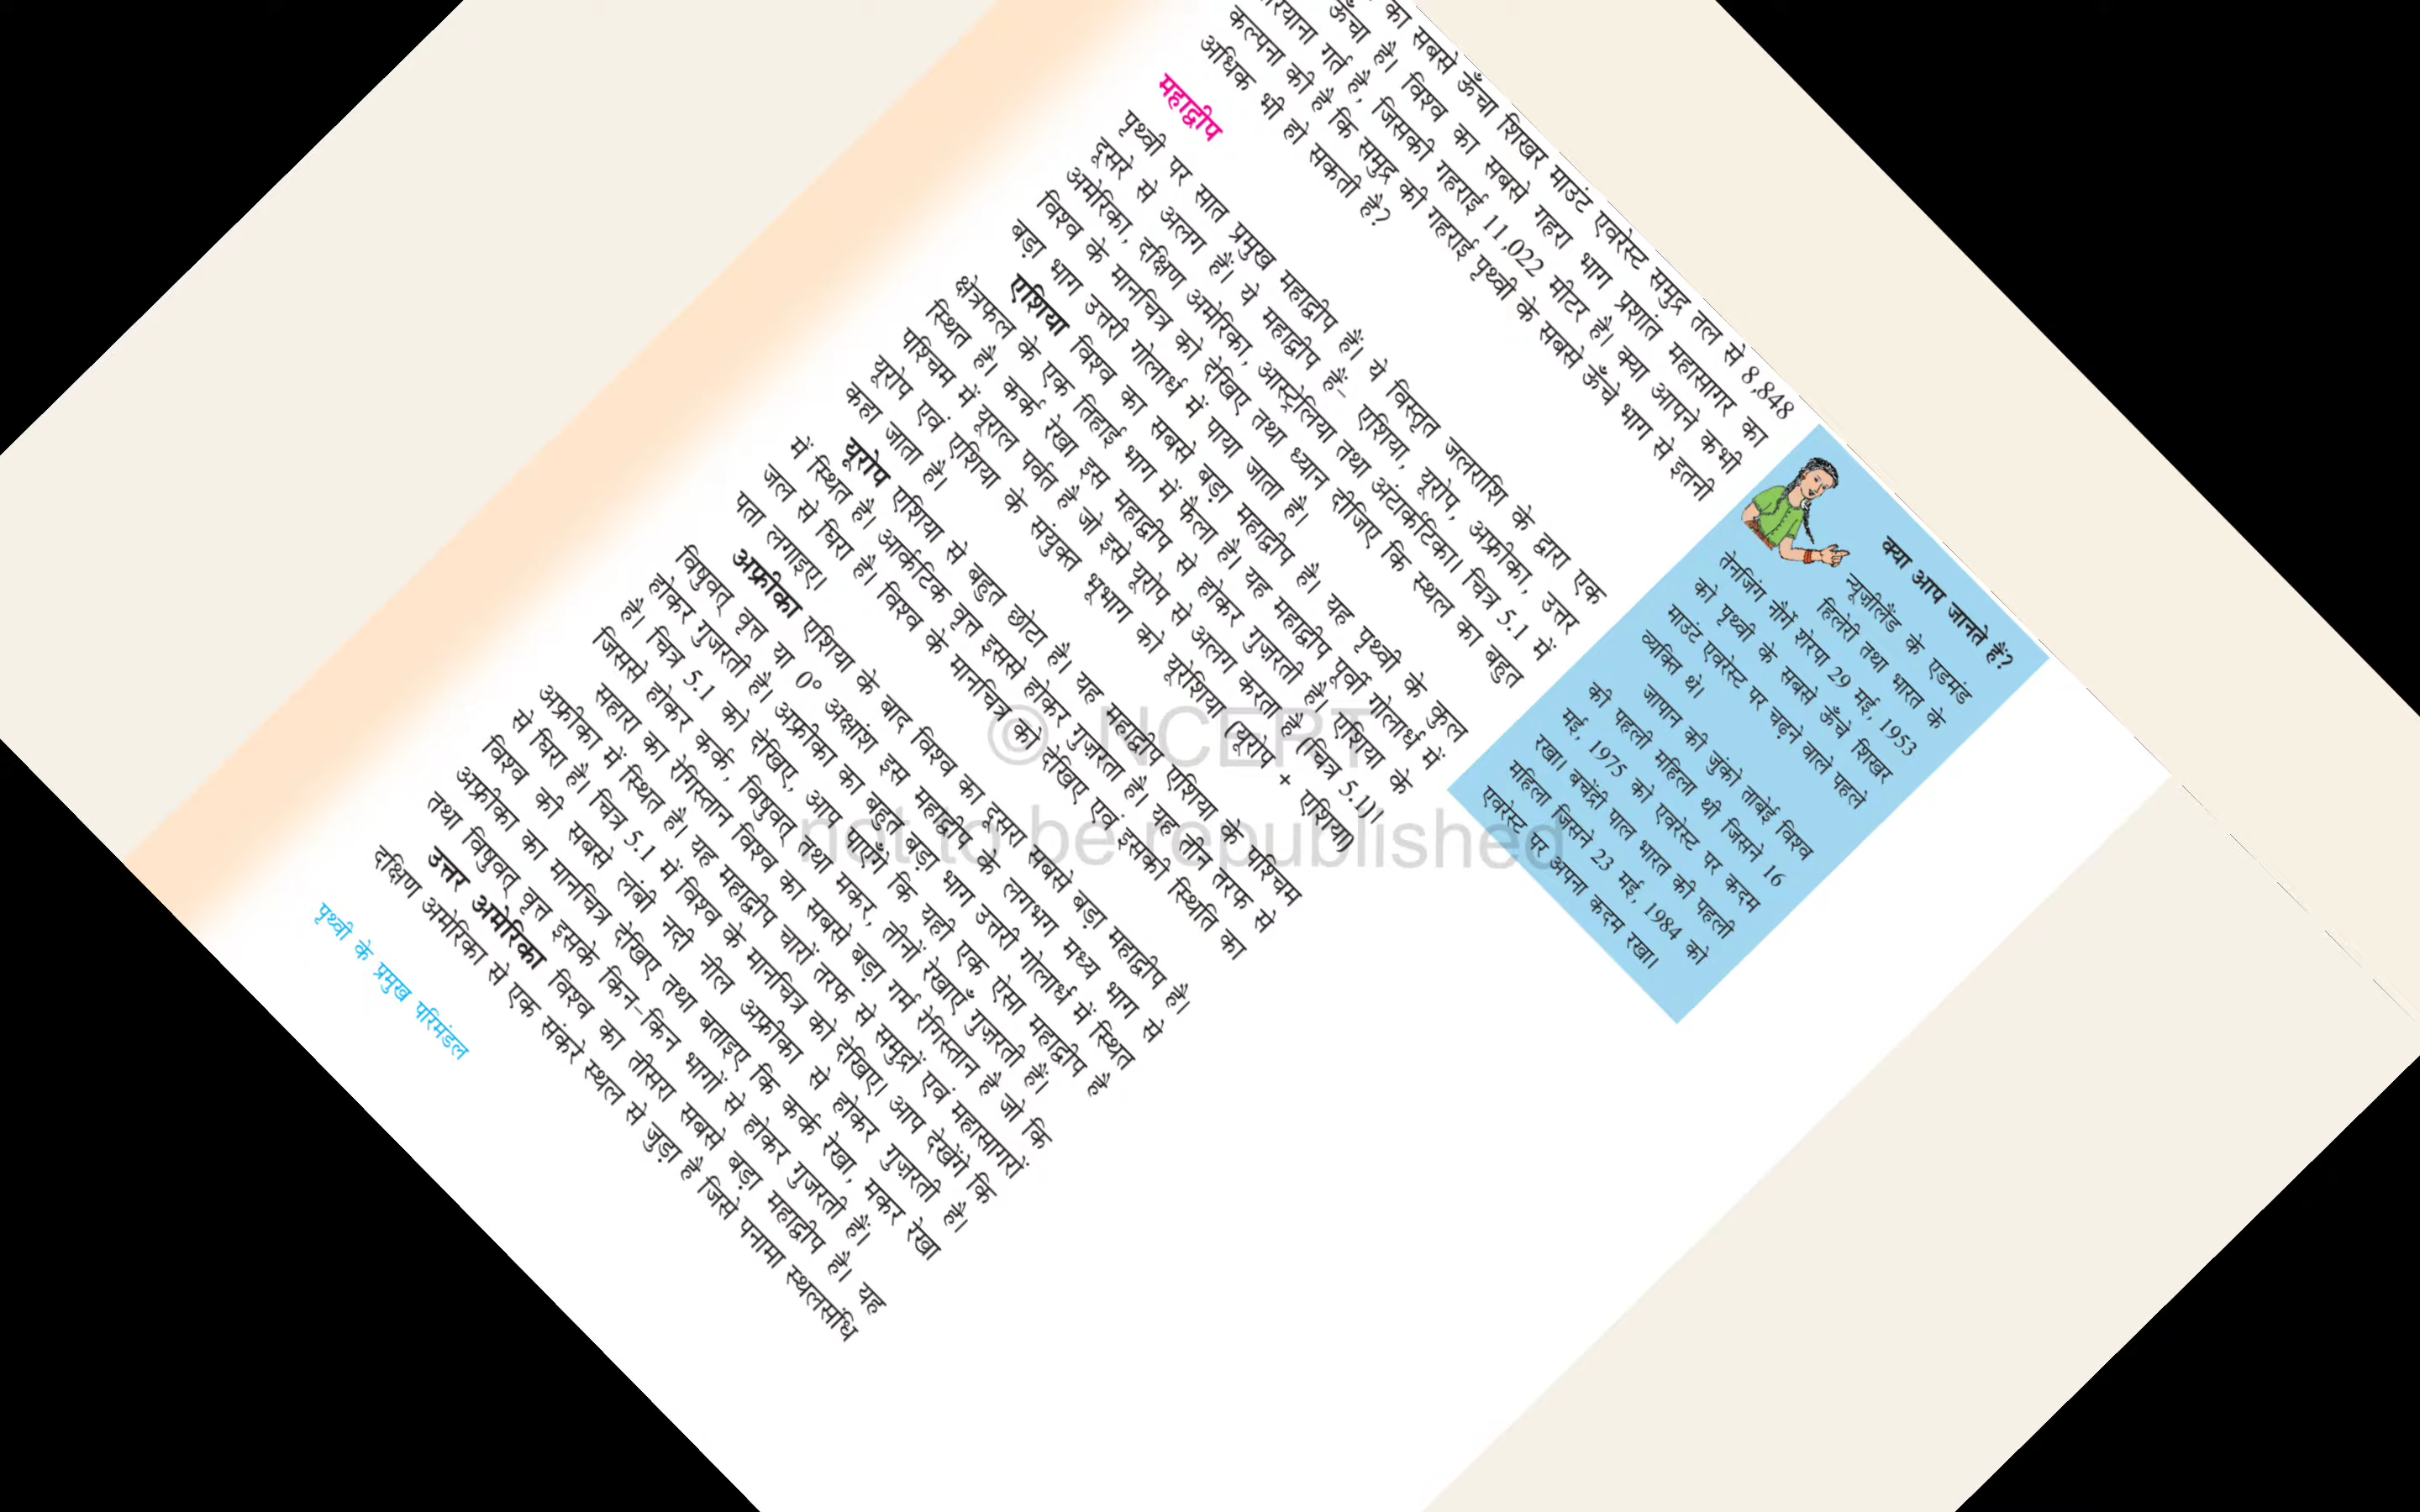 का सबसे ऊँचा शिखर माउंट एवरेस्ट समुद्र तल से 8,848
ऊँचा है। विश्व का सबसे गहरा भाग प्रशांत महासागर का
रियाना गर्त है, जिसकी गहराई 11,022 मीटर है। क्या आपने कभी
कल्पना की है कि समुद्र की गहराई पृथ्वी के सबसे ऊँचे भाग से इतनी
अधिक भी हो सकती है?
महाद्वीप
पृथ्वी पर सात प्रमुख महाद्वीप हैं। ये विस्तृत जलराशि के द्वारा एक
दूसरे से अलग हैं। ये महाद्वीप हैं– एशिया, यूरोप, अफ्रीका, उत्तर
अमेरिका, दक्षिण अमेरिका, आस्ट्रेलिया तथा अंटार्कटिका। चित्र 5.1 में
विश्व के मानचित्र को देखिए तथा ध्यान दीजिए कि स्थल का बहुत
बड़ा भाग उत्तरी गोलार्ध में पाया जाता है।
एशिया विश्व का सबसे बड़ा महाद्वीप है। यह पृथ्वी के कुल
क्षेत्रफल के एक तिहाई भाग में फैला है। यह महाद्वीप पूर्वी गोलार्ध में
स्थित है। कर्क रेखा इस महाद्वीप से होकर गुज़रती है। एशिया के
पश्चिम में यूराल पर्वत है जो इसे यूरोप से अलग करता है (चित्र 5.1)।
यूरोप एवं एशिया के संयुक्त भूभाग को यूरेशिया (यूरोप + एशिया)
कहा जाता है।
यूरोप एशिया से बहुत छोटा है। यह महाद्वीप एशिया के पश्चिम
में स्थित है। आर्कटिक वृत्त इससे होकर गुजरता है। यह तीन तरफ से
जल से घिरा है। विश्व के मानचित्र को देखिए एवं इसकी स्थिति का
पता लगाइए।
अफ्रीका एशिया के बाद विश्व का दूसरा सबसे बड़ा महाद्वीप है।
विषुवत् वृत्त या 0° अक्षांश इस महाद्वीप के लगभग मध्य भाग से
होकर गुजरती है। अफ्रीका का बहुत बड़ा भाग उत्तरी गोलार्ध में स्थित
है। चित्र 5.1 को देखिए, आप पाएँगे कि यही एक ऐसा महाद्वीप है
जिससे होकर कर्क, विषुवत् तथा मकर, तीनों रेखाएँ गुज़रती हैं।
सहारा का रेगिस्तान विश्व का सबसे बड़ा गर्म रेगिस्तान है जो कि
अफ्रीका में स्थित है। यह महाद्वीप चारों तरफ से समुद्रों एवं महासागरों
से घिरा है। चित्र 5.1 में विश्व के मानचित्र को देखिए। आप देखेंगे कि
विश्व की सबसे लंबी नदी नील अफ्रीका से होकर गुज़रती है।
अफ्रीका का मानचित्र देखिए तथा बताइए कि कर्क रेखा, मकर रेखा
तथा विषुवत् वृत्त इसके किन-किन भागों से होकर गुजरती हैं।
उत्तर अमेरिका विश्व का तीसरा सबसे बड़ा महाद्वीप है। यह
दक्षिण अमेरिका से एक संकरे स्थल से जुड़ा है जिसे पनामा स्थलसंधि
पृथ्वी के प्रमुख परिमंडल
क्या आप जानते हैं?
न्यूज़ीलैंड के एडमंड
हिलेरी तथा भारत के
तेनजिंग नौर्गे शेरपा 29 मई, 1953
को पृथ्वी के सबसे ऊँचे शिखर
माउंट एवरेस्ट पर चढ़ने वाले पहले
व्यक्ति थे।
जापान की जुंको ताबेई विश्व
की पहली महिला थी जिसने 16
मई, 1975 को एवरेस्ट पर कदम
रखा। बचेंद्री पाल भारत की पहली
महिला जिसने 23 मई, 1984 को
एवरेस्ट पर अपना कदम रखा।
© NCERT
not to be republished